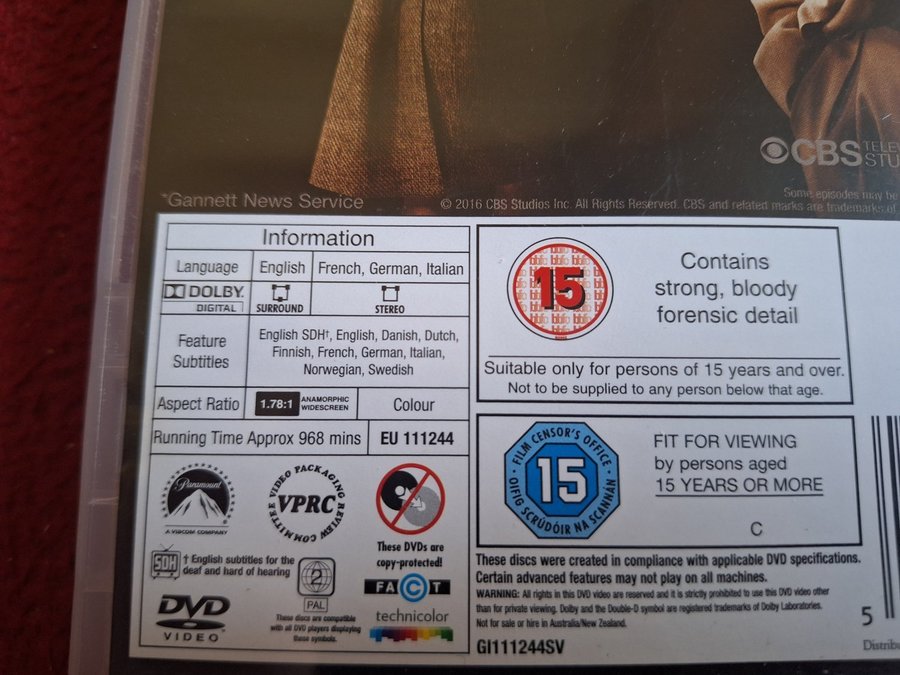 CBS TELEV
STU
Some episodes may be
*Gannett News Service
© 2016 CBS Studios Inc. All Rights Reserved. CBS and related marks are trademarks of
Information
Language English French, German, Italian
DOLBY
DIGITAL
SURROUND
STEREO
Feature
Subtitles
English SDH†, English, Danish, Dutch,
Finnish, French, German, Italian,
Norwegian, Swedish
Aspect Ratio 1.78:1 ANAMORPHIC
WIDESCREEN
Colour
Running Time Approx 968 mins EU 111244
Paramount
A VIACOM COMPANY
VIDEO PACKAGING REVIEW COMMITTEE
VPRC
These DVDs are
copy-protected!
SDH † English subtitles for the
deaf and hard of hearing
2
PAL
These discs are compatible
with all DVD players displaying
these symbols.
FACT
technicolor
DVD
VIDEO
15
bbfc
Contains
strong, bloody
forensic detail
Suitable only for persons of 15 years and over.
Not to be supplied to any person below that age.
FILM CENSOR'S OFFICE
15
OIFIG SCRÚDÓIR NA SCANNÁN
FIT FOR VIEWING
by persons aged
15 YEARS OR MORE
C
These discs were created in compliance with applicable DVD specifications.
Certain advanced features may not play on all machines.
WARNING: All rights in this DVD video are reserved and it is strictly prohibited to use this DVD video other
than for private viewing. Dolby and the Double-D symbol are registered trademarks of Dolby Laboratories.
Not for sale or hire in Australia/New Zealand.
GI111244SV
5
Distribu